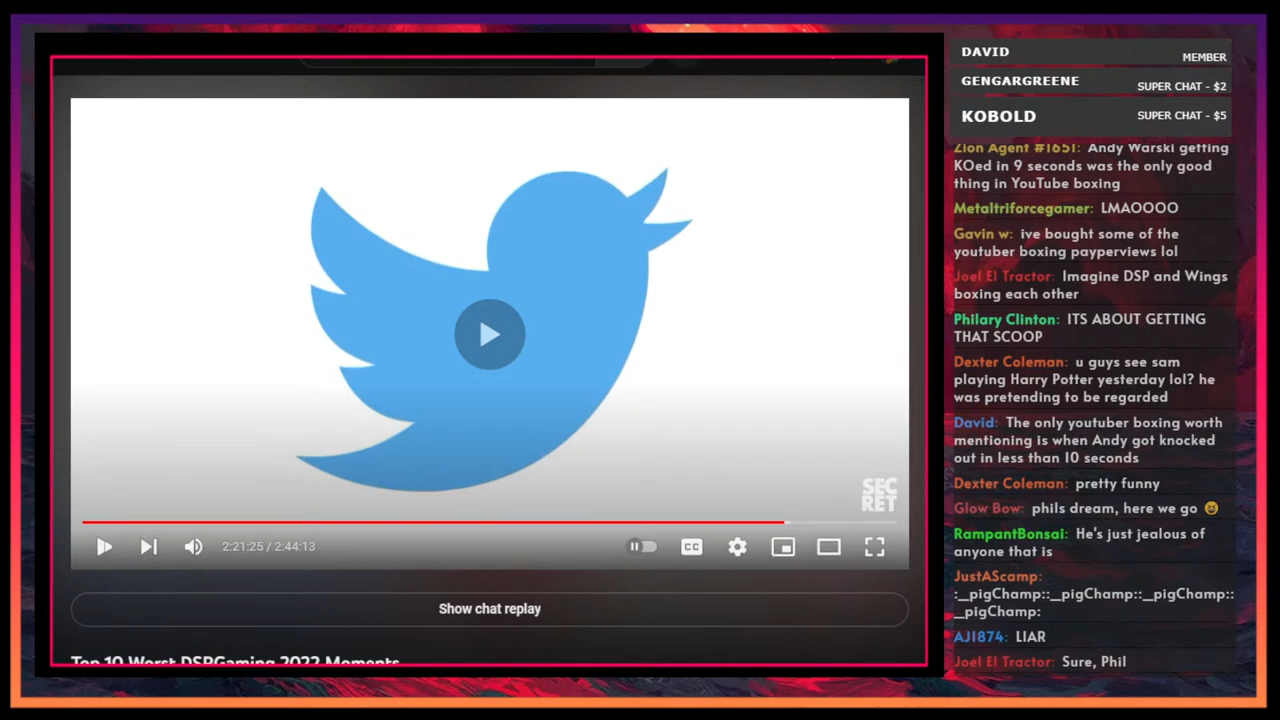 DAVID
MEMBER
GENGARGREENE
SUPER CHAT - $2
KOBOLD
SUPER CHAT - $5
Zion Agent #1651: Andy Warski getting
KOed in 9 seconds was the only good
thing in YouTube boxing
Metaltriforcegamer: LMAOOOO
Gavin w: ive bought some of the
youtuber boxing payperviews lol
Joel El Tractor: Imagine DSP and Wings
boxing each other
Philary Clinton: ITS ABOUT GETTING
THAT SCOOP
Dexter Coleman: u guys see sam
playing Harry Potter yesterday lol? he
was pretending to be regarded
David: The only youtuber boxing worth
mentioning is when Andy got knocked
out in less than 10 seconds
Dexter Coleman: pretty funny
Glow Bow: phils dream, here we go 😆
RampantBonsai: He's just jealous of
anyone that is
JustAScamp:
:_pigChamp::_pigChamp::_pigChamp::
_pigChamp:
AJ1874: LIAR
Joel El Tractor: Sure, Phil
SEC
RET
2:21:25 / 2:44:13
CC
Show chat replay
Top 10 Worst DSPGaming 2022 Moments